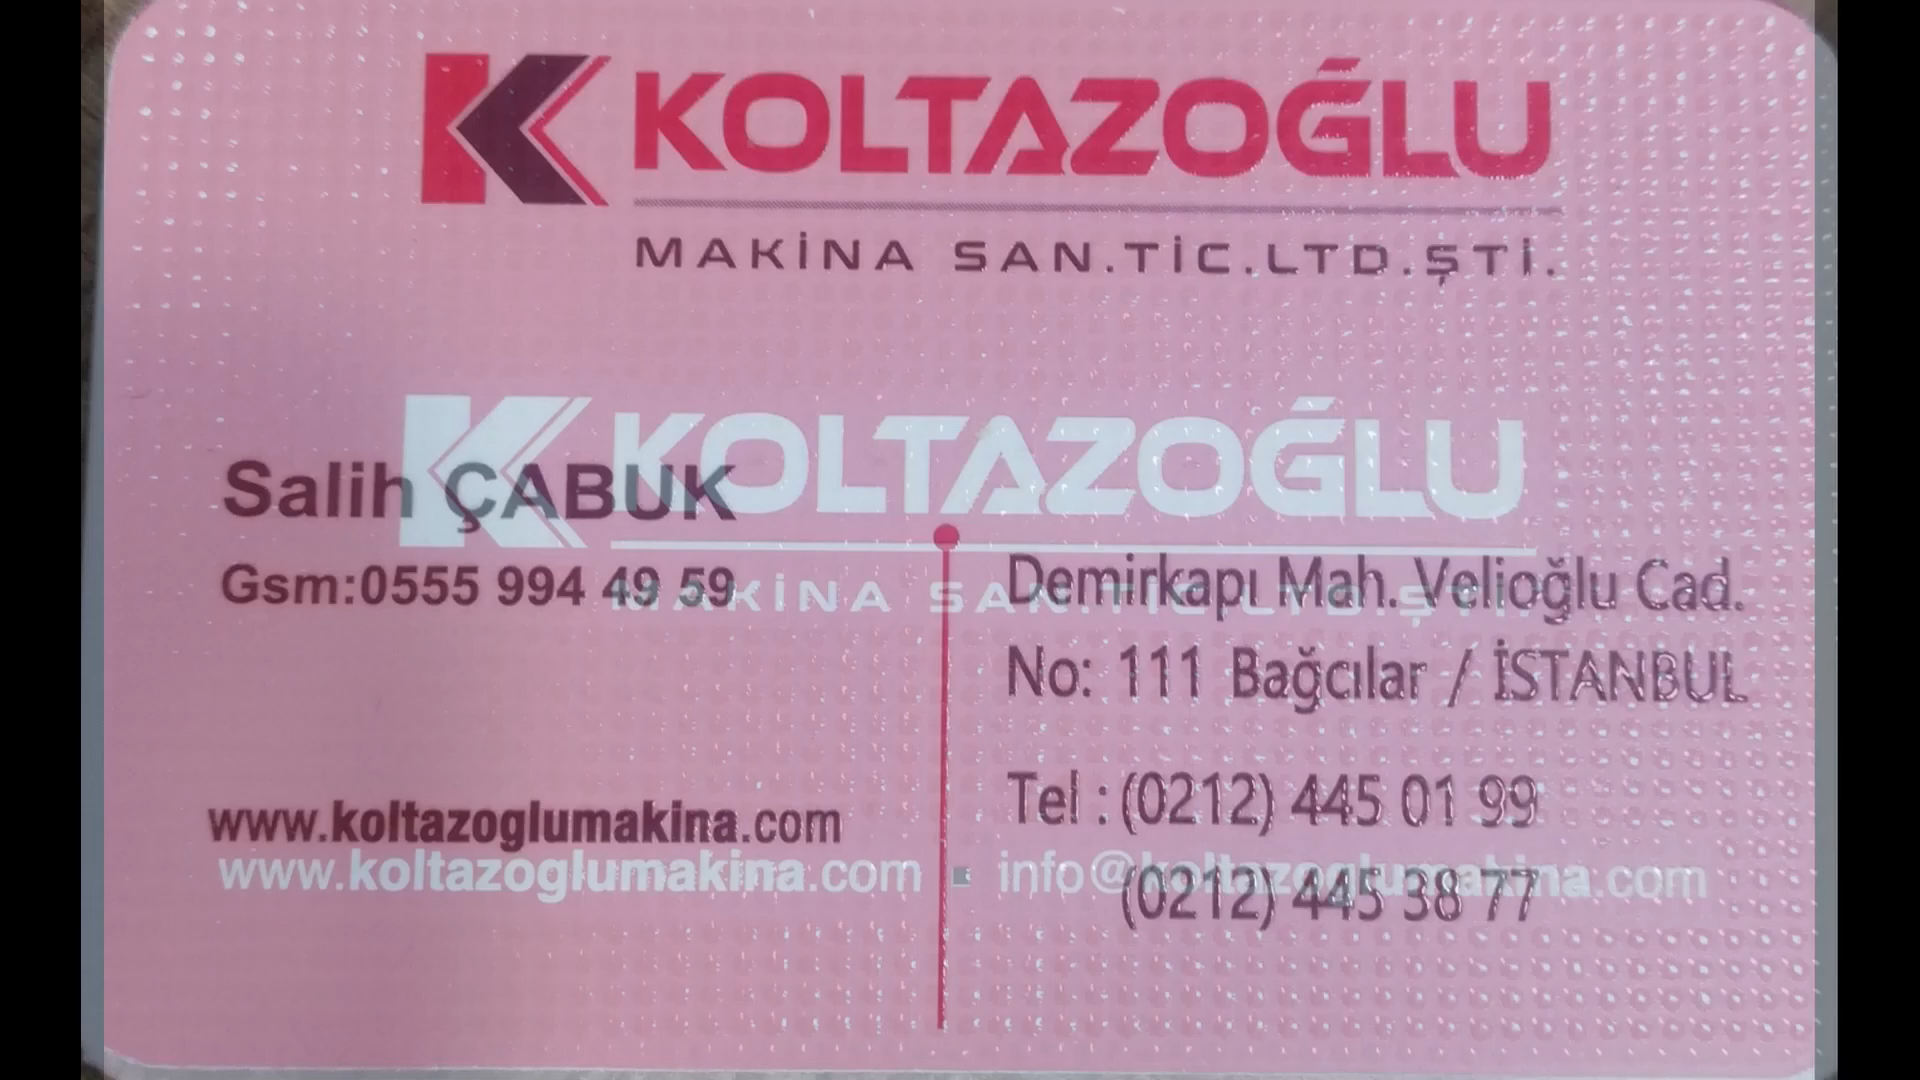 KOLTAZOĞLU
MAKİNA SAN.TİC.LTD.ŞTİ.
KOLTAZOĞLU
MAKİNA SAN.TİC.LTD.ŞTİ.
Salih ÇABUK
Gsm:0555 994 49 59
Demirkapı Mah. Velioğlu Cad.
No: 111 Bağcılar / İSTANBUL
Tel : (0212) 445 01 99
(0212) 445 38 77
www.koltazoglumakina.com
www.koltazoglumakina.com ▪ info@koltazoglumakina.com